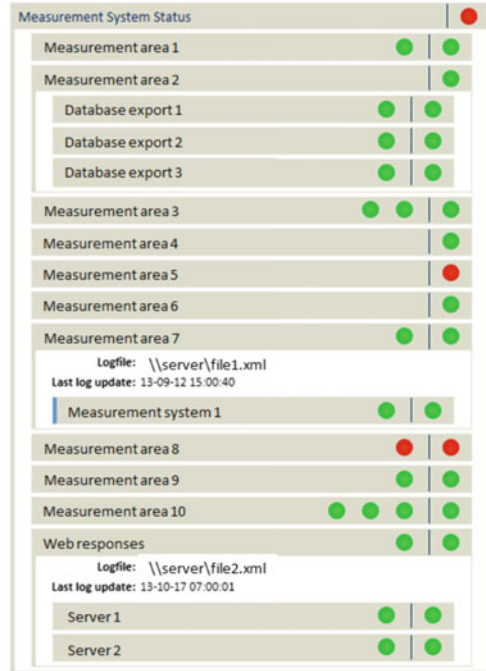 Measurement System Status
Measurement area 1
Measurement area 2
Database export 1
Database export 2
Database export 3
Measurement area 3
Measurement area 4
Measurement area 5
Measurement area 6
Measurement area 7
Logfile: \\server\file1.xml
Last log update: 13-09-12 15:00:40
Measurement system 1
Measurement area 8
Measurement area 9
Measurement area 10
Web responses
Logfile: \\server\file2.xml
Last log update: 13-10-17 07:00:01
Server 1
Server 2